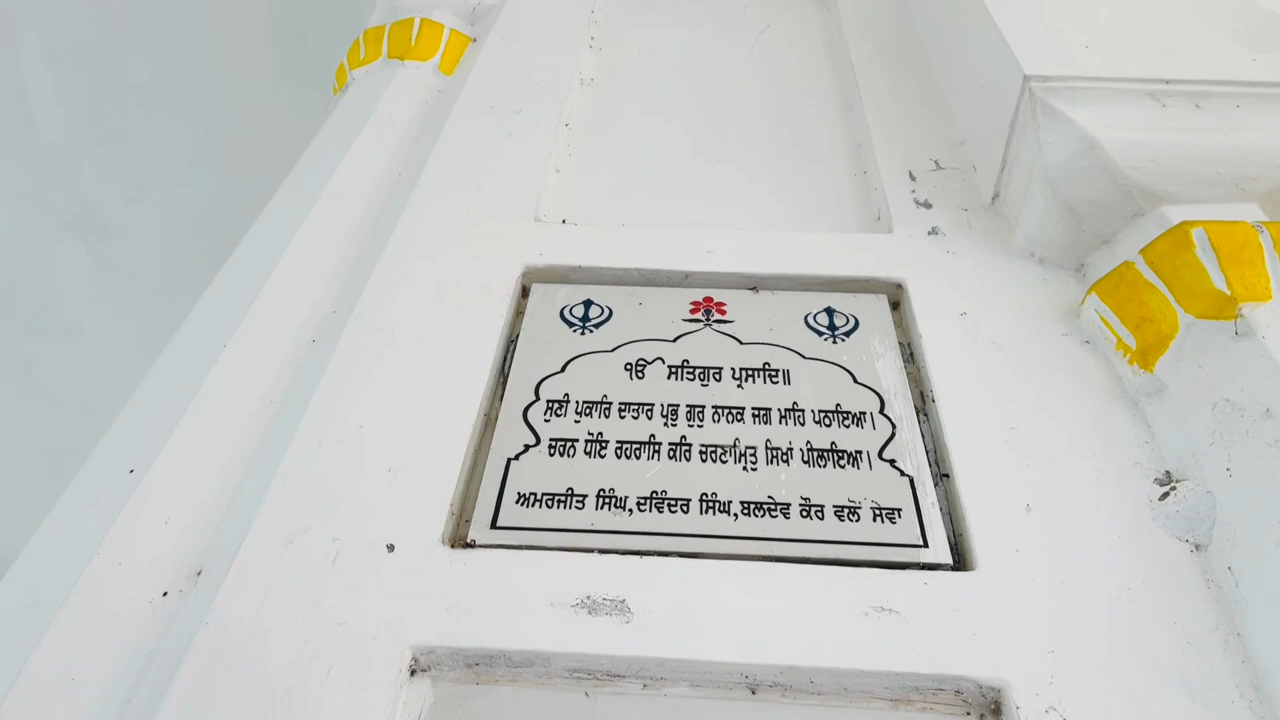 ੴ ਸਤਿਗੁਰ ਪ੍ਰਸਾਦਿ॥
ਸੁਣੀ ਪੁਕਾਰਿ ਦਾਤਾਰ ਪ੍ਰਭੁ ਗੁਰੁ ਨਾਨਕ ਜਗ ਮਾਹਿ ਪਠਾਇਆ।
ਚਰਨ ਧੋਇ ਰਹਰਾਸਿ ਕਰਿ ਚਰਣਾਮ੍ਰਿਤੁ ਸਿਖਾਂ ਪੀਲਾਇਆ।
ਅਮਰਜੀਤ ਸਿੰਘ,ਦਵਿੰਦਰ ਸਿੰਘ,ਬਲਦੇਵ ਕੌਰ ਵਲੋਂ ਸੇਵਾ